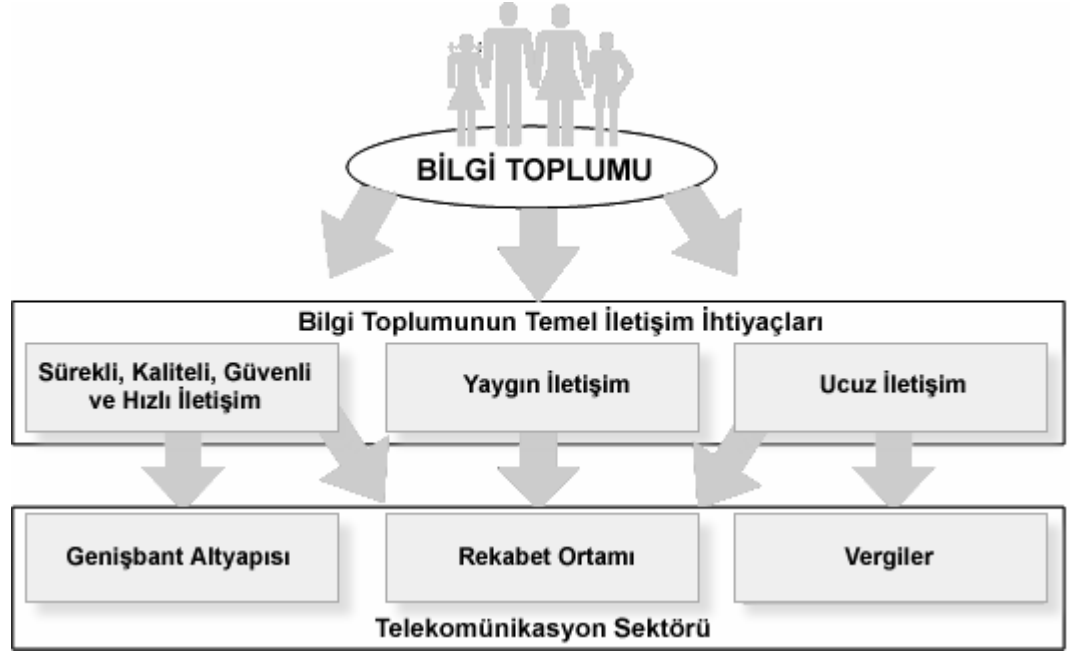 BİLGİ TOPLUMU
Bilgi Toplumunun Temel İletişim İhtiyaçları
Sürekli, Kaliteli, Güvenli
ve Hızlı İletişim
Yaygın İletişim
Ucuz İletişim
Genişbant Altyapısı
Rekabet Ortamı
Vergiler
Telekomünikasyon Sektörü